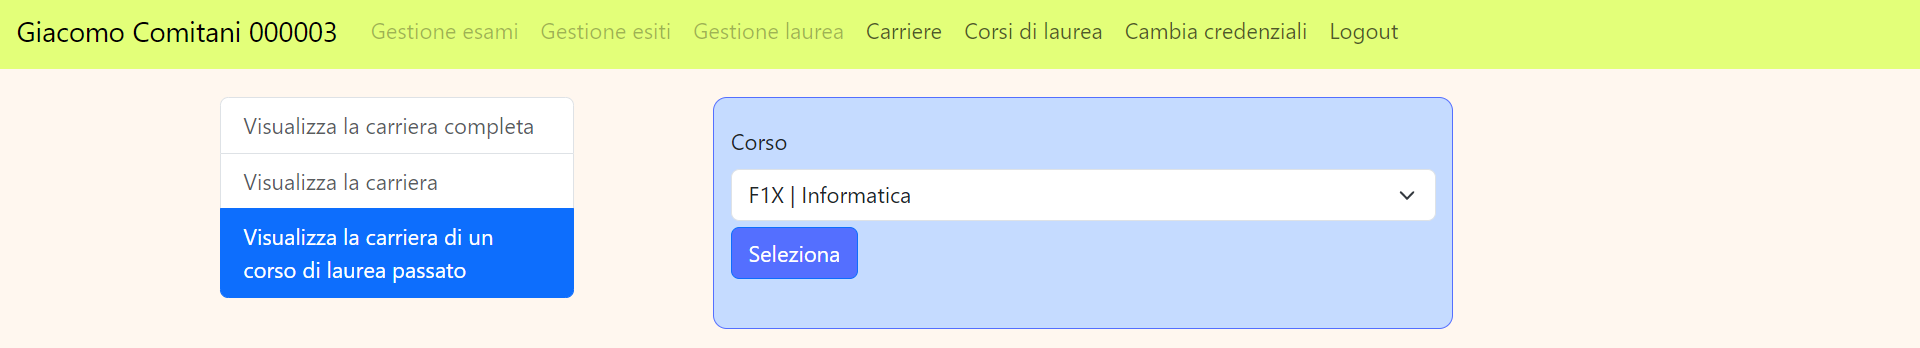 Giacomo Comitani 000003 Gestione esami Gestione esiti Gestione laurea Carriere Corsi di laurea Cambia credenziali Logout
Visualizza la carriera completa
Visualizza la carriera
Visualizza la carriera di un
corso di laurea passato
Corso
F1X | Informatica
Seleziona